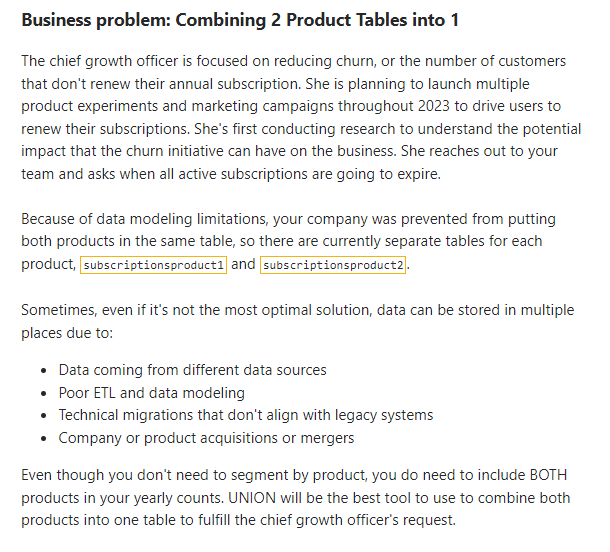 Business problem: Combining 2 Product Tables into 1
The chief growth officer is focused on reducing churn, or the number of customers
that don't renew their annual subscription. She is planning to launch multiple
product experiments and marketing campaigns throughout 2023 to drive users to
renew their subscriptions. She's first conducting research to understand the potential
impact that the churn initiative can have on the business. She reaches out to your
team and asks when all active subscriptions are going to expire.
Because of data modeling limitations, your company was prevented from putting
both products in the same table, so there are currently separate tables for each
product, subscriptionsproduct1 and subscriptionsproduct2.
Sometimes, even if it's not the most optimal solution, data can be stored in multiple
places due to:
• Data coming from different data sources
• Poor ETL and data modeling
• Technical migrations that don't align with legacy systems
• Company or product acquisitions or mergers
Even though you don't need to segment by product, you do need to include BOTH
products in your yearly counts. UNION will be the best tool to use to combine both
products into one table to fulfill the chief growth officer's request.